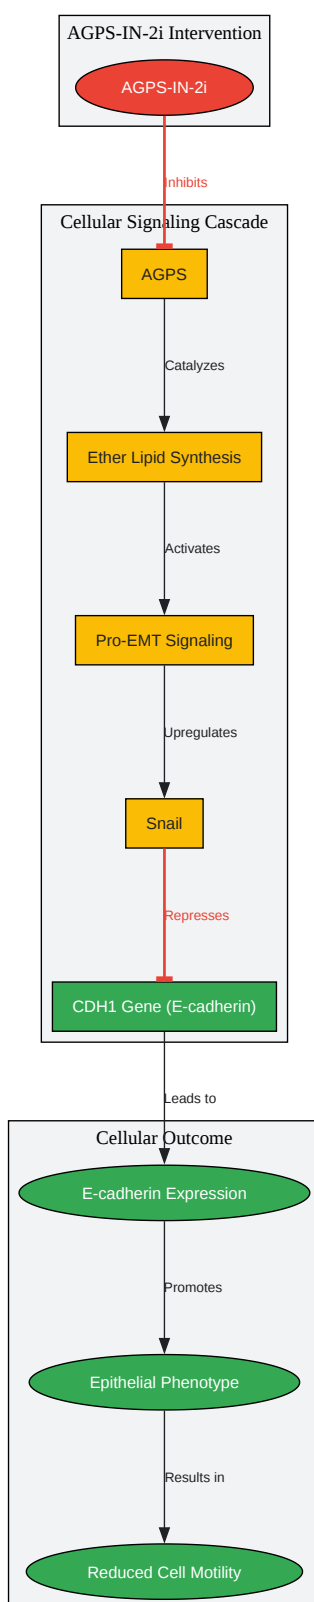 AGPS-IN-2i Intervention
AGPS-IN-2i
Inhibits
Cellular Signaling Cascade
AGPS
Catalyzes
Ether Lipid Synthesis
Activates
Pro-EMT Signaling
Upregulates
Snail
Represses
CDH1 Gene (E-cadherin)
Leads to
Cellular Outcome
E-cadherin Expression
Promotes
Epithelial Phenotype
Results in
Reduced Cell Motility